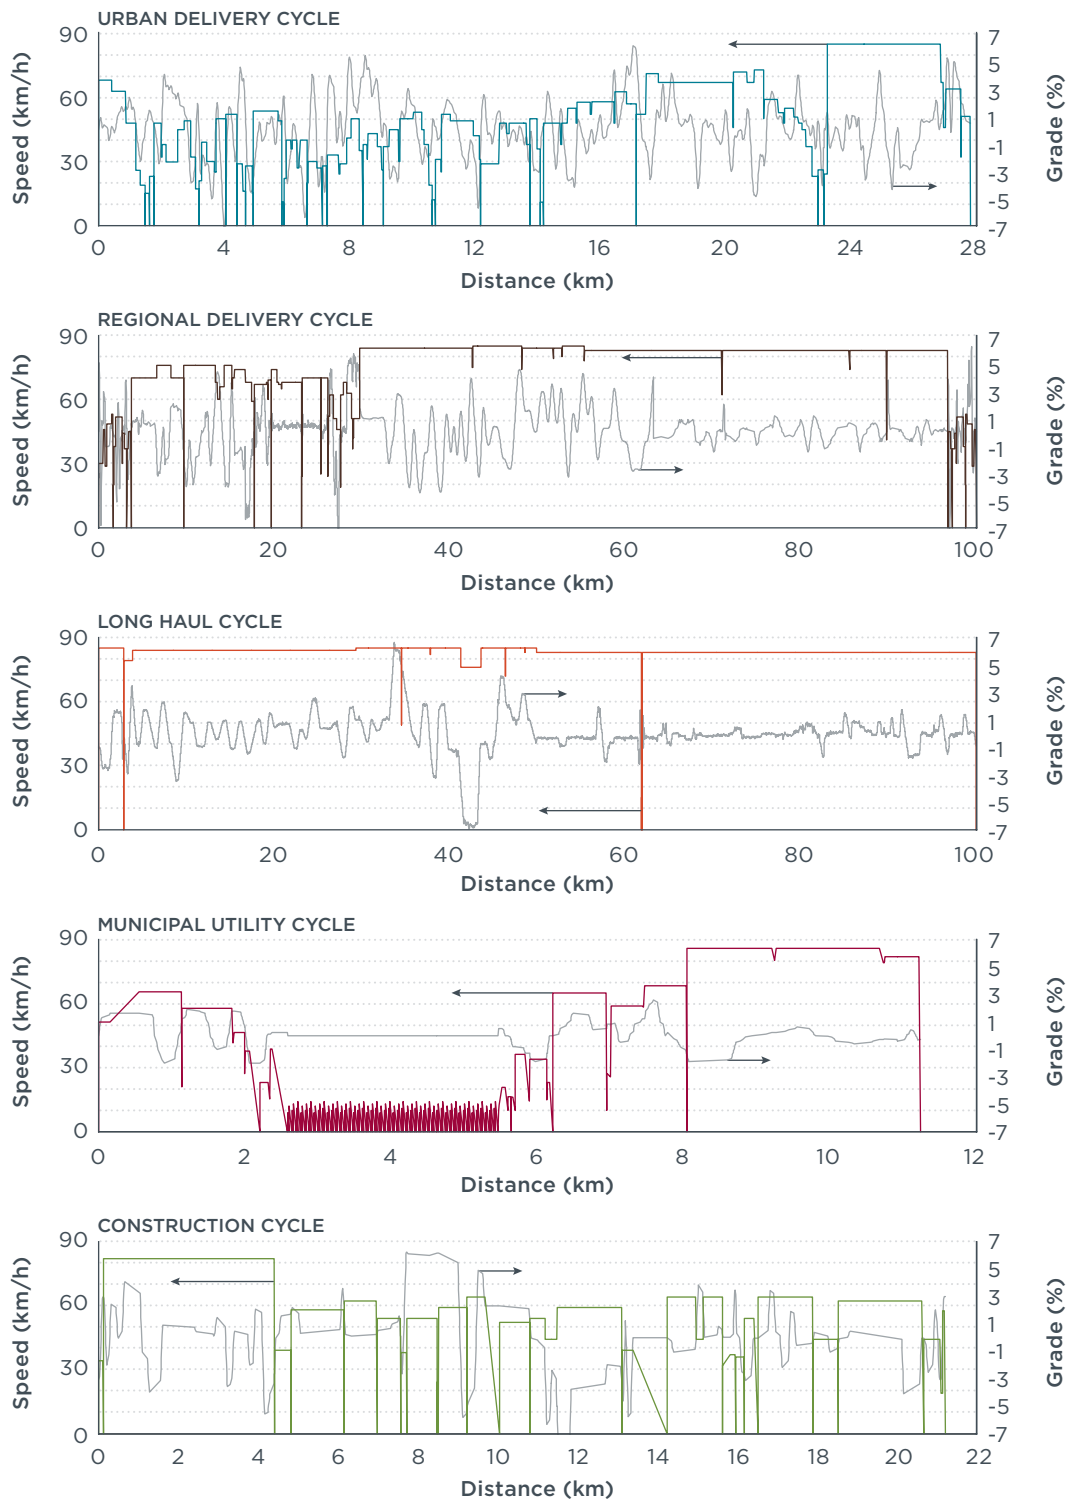 URBAN DELIVERY CYCLE
90
60
30
0
Speed (km/h)
7
5
3
1
-1
-3
-5
-7
Grade (%)
0 4 8 12 16 20 24 28
Distance (km)
REGIONAL DELIVERY CYCLE
90
60
30
0
Speed (km/h)
7
5
3
1
-1
-3
-5
-7
Grade (%)
0 20 40 60 80 100
Distance (km)
LONG HAUL CYCLE
90
60
30
0
Speed (km/h)
7
5
3
1
-1
-3
-5
-7
Grade (%)
0 20 40 60 80 100
Distance (km)
MUNICIPAL UTILITY CYCLE
90
60
30
0
Speed (km/h)
7
5
3
1
-1
-3
-5
-7
Grade (%)
0 2 4 6 8 10 12
Distance (km)
CONSTRUCTION CYCLE
90
60
30
0
Speed (km/h)
7
5
3
1
-1
-3
-5
-7
Grade (%)
0 2 4 6 8 10 12 14 16 18 20 22
Distance (km)